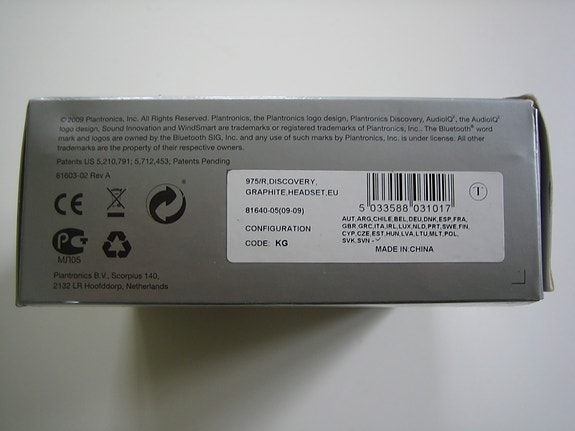 ©2009 Plantronics, Inc. All Rights Reserved. Plantronics, the Plantronics logo design, Plantronics Discovery, AudioIQ², the AudioIQ²
logo design, Sound Innovation and WindSmart are trademarks or registered trademarks of Plantronics, Inc.. The Bluetooth® word
mark and logos are owned by the Bluetooth SIG, Inc. and any use of such marks by Plantronics, Inc. is under license. All other
trademarks are the property of their respective owners.
Patents US 5,210,791; 5,712,453; Patents Pending
81603-02 Rev A
CE
МЛ05
Plantronics B.V., Scorpius 140,
2132 LR Hoofddorp, Netherlands
975/R,DISCOVERY,
GRAPHITE,HEADSET,EU
81640-05(09-09)
CONFIGURATION
CODE: KG
5 033588 031017
T
AUT,ARG,CHILE,BEL,DEU,DNK,ESP,FRA,
GBR,GRC,ITA,IRL,LUX,NLD,PRT,SWE,FIN,
CYP,CZE,EST,HUN,LVA,LTU,MLT,POL,
SVK,SVN -
MADE IN:CHINA